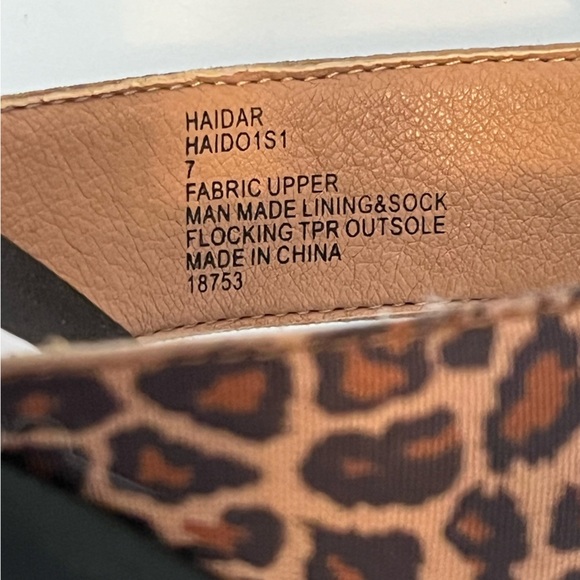 HAIDAR
HAIDO1S1
7
FABRIC UPPER
MAN MADE LINING&SOCK
FLOCKING TPR OUTSOLE
MADE IN CHINA
18753